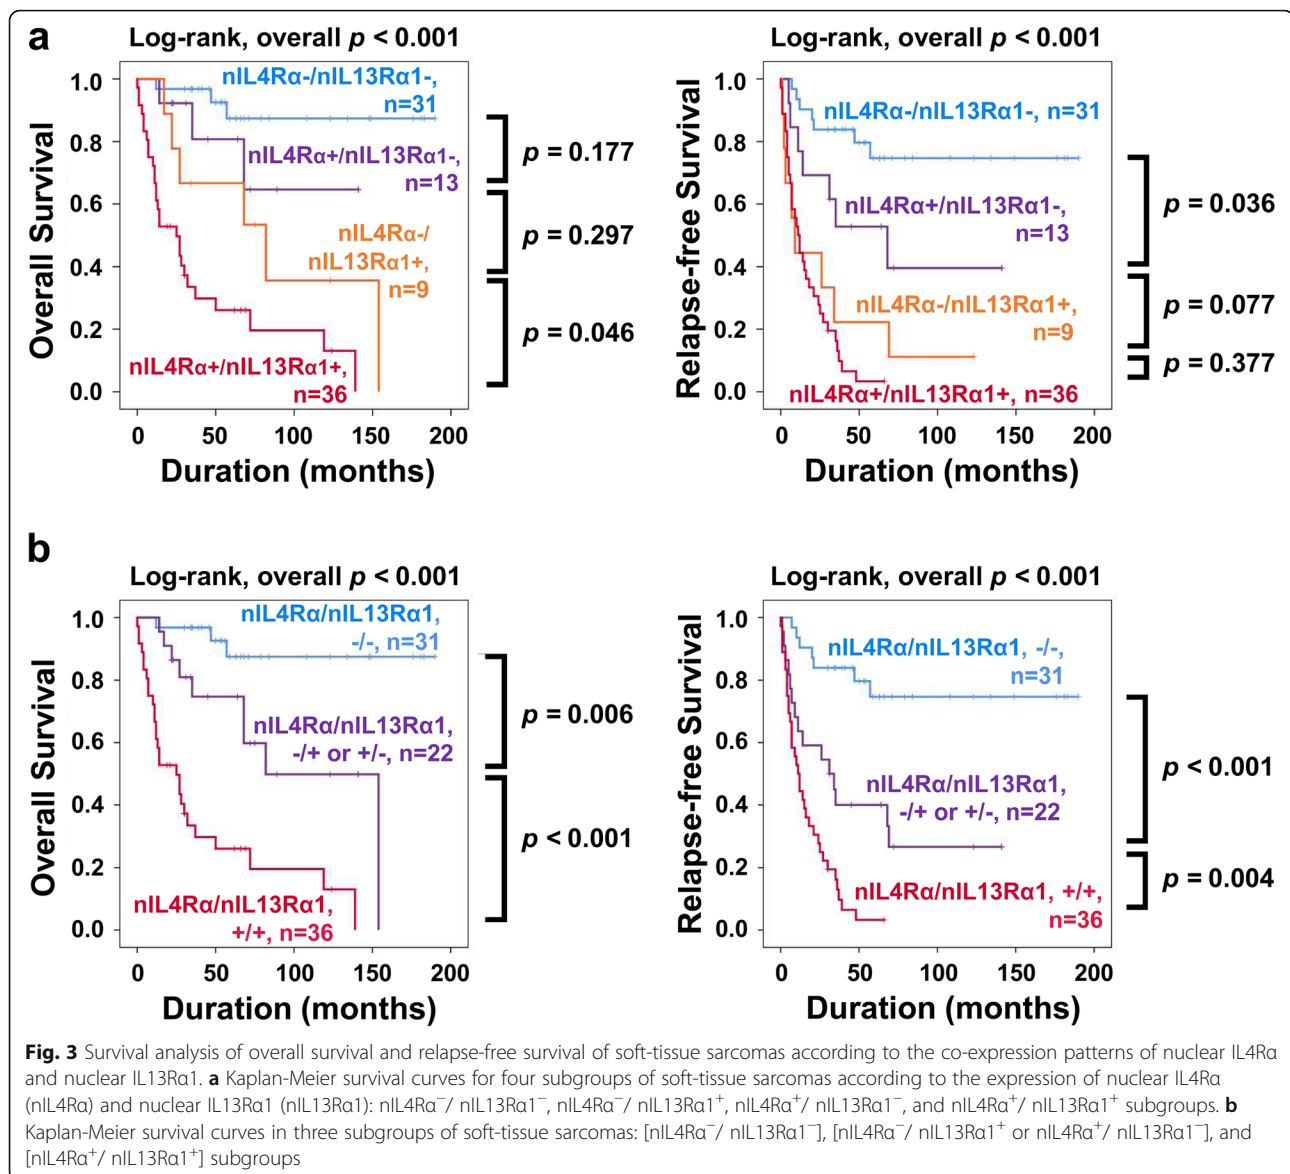 a
Log-rank, overall p < 0.001
Overall Survival
1.0
0.8
0.6
0.4
0.2
0.0
nIL4Rα-/nIL13Rα1-,
n=31
nIL4Rα+/nIL13Rα1-,
n=13
nIL4Rα-/
nIL13Rα1+,
n=9
nIL4Rα+/nIL13Rα1+,
n=36
0 50 100 150 200
Duration (months)
p = 0.177
p = 0.297
p = 0.046
Log-rank, overall p < 0.001
Relapse-free Survival
1.0
0.8
0.6
0.4
0.2
0.0
nIL4Rα-/nIL13Rα1-, n=31
nIL4Rα+/nIL13Rα1-,
n=13
nIL4Rα-/nIL13Rα1+,
n=9
nIL4Rα+/nIL13Rα1+, n=36
0 50 100 150 200
Duration (months)
p = 0.036
p = 0.077
p = 0.377
b
Log-rank, overall p < 0.001
Overall Survival
1.0
0.8
0.6
0.4
0.2
0.0
nIL4Rα/nIL13Rα1,
-/-, n=31
nIL4Rα/nIL13Rα1,
-/+ or +/-, n=22
nIL4Rα/nIL13Rα1,
+/+, n=36
0 50 100 150 200
Duration (months)
p = 0.006
p < 0.001
Log-rank, overall p < 0.001
Relapse-free Survival
1.0
0.8
0.6
0.4
0.2
0.0
nIL4Rα/nIL13Rα1, -/-,
n=31
nIL4Rα/nIL13Rα1,
-/+ or +/-, n=22
nIL4Rα/nIL13Rα1, +/+,
n=36
0 50 100 150 200
Duration (months)
p < 0.001
p = 0.004
Fig. 3 Survival analysis of overall survival and relapse-free survival of soft-tissue sarcomas according to the co-expression patterns of nuclear IL4Rα
and nuclear IL13Rα1. a Kaplan-Meier survival curves for four subgroups of soft-tissue sarcomas according to the expression of nuclear IL4Rα
(nIL4Rα) and nuclear IL13Rα1 (nIL13Rα1): nIL4Rα⁻/ nIL13Rα1⁻, nIL4Rα⁻/ nIL13Rα1⁺, nIL4Rα⁺/ nIL13Rα1⁻, and nIL4Rα⁺/ nIL13Rα1⁺ subgroups. b
Kaplan-Meier survival curves in three subgroups of soft-tissue sarcomas: [nIL4Rα⁻/ nIL13Rα1⁻], [nIL4Rα⁻/ nIL13Rα1⁺ or nIL4Rα⁺/ nIL13Rα1⁻], and
[nIL4Rα⁺/ nIL13Rα1⁺] subgroups